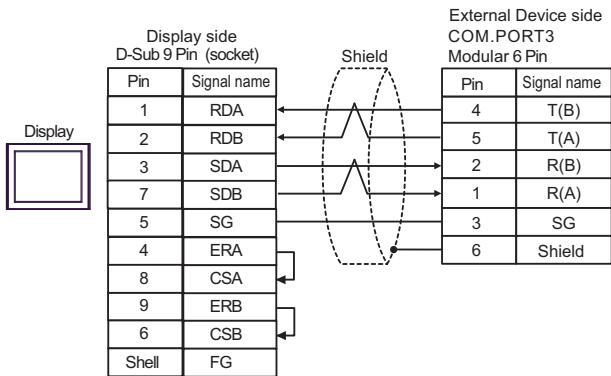 External Device side
Display side COM.PORT3
D-Sub 9 Pin (socket) Shield Modular 6 Pin
Pin Signal name Pin Signal name
1 RDA 4 T(B)
Display 2 RDB 5 T(A)
3 SDA 2 R(B)
7 SDB 1 R(A)
5 SG 3 SG
4 ERA 6 Shield
8 CSA
9 ERB
6 CSB
Shell FG